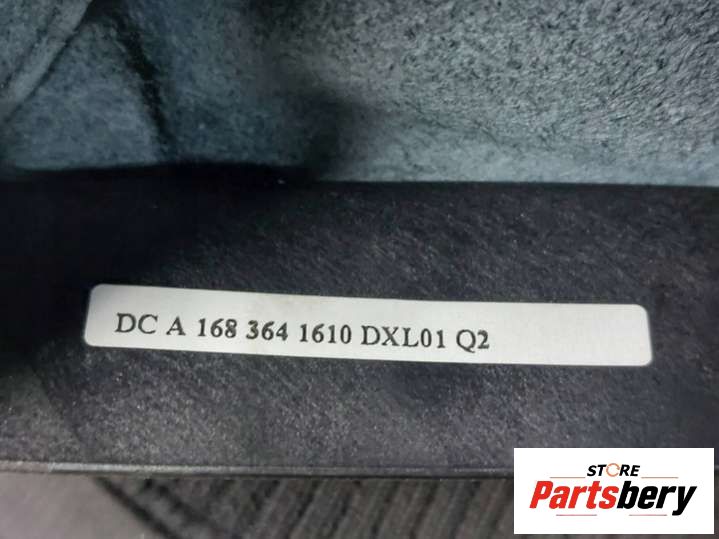 DC A 168 364 1610 DXL01 Q2
STORE
Partsbery